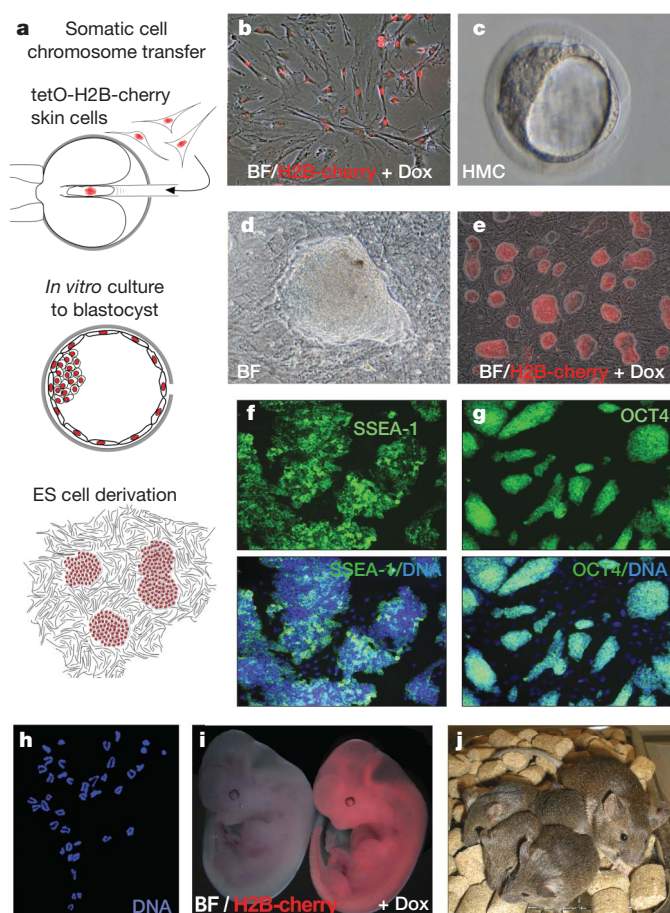 a
Somatic cell
chromosome transfer
tetO-H2B-cherry
skin cells
In vitro culture
to blastocyst
ES cell derivation
b
BF/H2B-cherry + Dox
c
HMC
d
BF
e
BF/H2B-cherry + Dox
f
SSEA-1
SSEA-1/DNA
g
OCT4
OCT4/DNA
h
DNA
i
BF / H2B-cherry + Dox
j